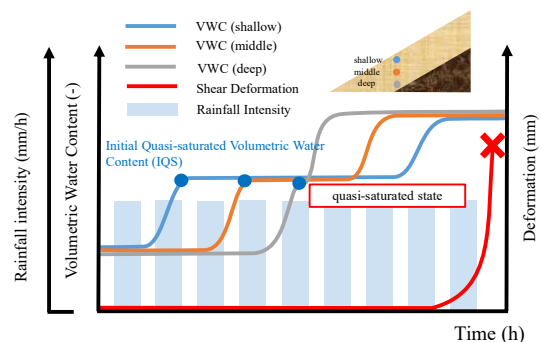 VWC (shallow)
VWC (middle)
VWC (deep)
Shear Deformation
Rainfall Intensity
shallow
middle
deep
Initial Quasi-saturated Volumetric Water
Content (IQS)
quasi-saturated state
Rainfall intensity (mm/h)
Volumetric Water Content (-)
Deformation (mm)
Time (h)